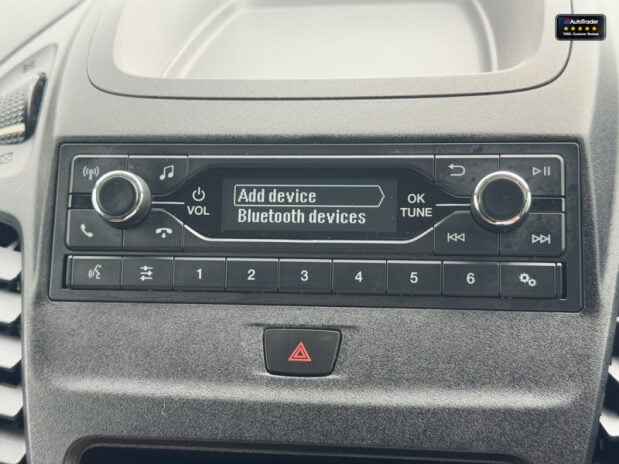 AutoTrader
Add device
Bluetooth devices
VOL
OK
TUNE
1 2 3 4 5 6